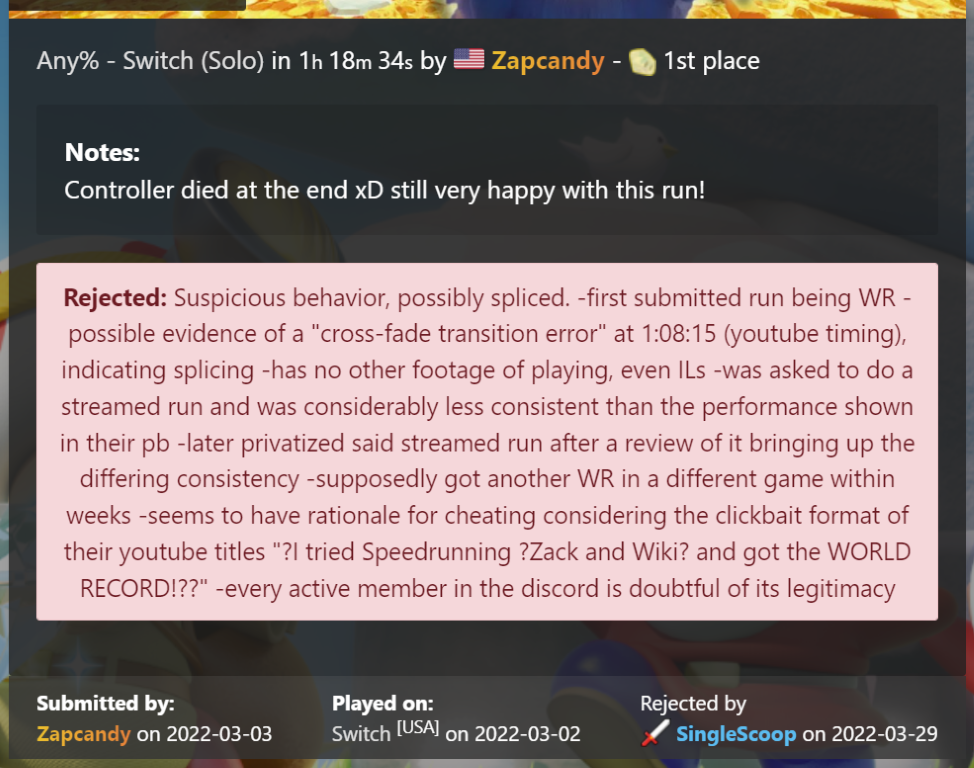 Any% - Switch (Solo) in 1h 18m 34s by Zapcandy - 1st place
Notes:
Controller died at the end xD still very happy with this run!
Rejected: Suspicious behavior, possibly spliced. -first submitted run being WR -
possible evidence of a "cross-fade transition error" at 1:08:15 (youtube timing),
indicating splicing -has no other footage of playing, even ILs -was asked to do a
streamed run and was considerably less consistent than the performance shown
in their pb -later privatized said streamed run after a review of it bringing up the
differing consistency -supposedly got another WR in a different game within
weeks -seems to have rationale for cheating considering the clickbait format of
their youtube titles "?I tried Speedrunning ?Zack and Wiki? and got the WORLD
RECORD!??" -every active member in the discord is doubtful of its legitimacy
Submitted by:
Zapcandy on 2022-03-03
Played on:
Switch [USA] on 2022-03-02
Rejected by
SingleScoop on 2022-03-29